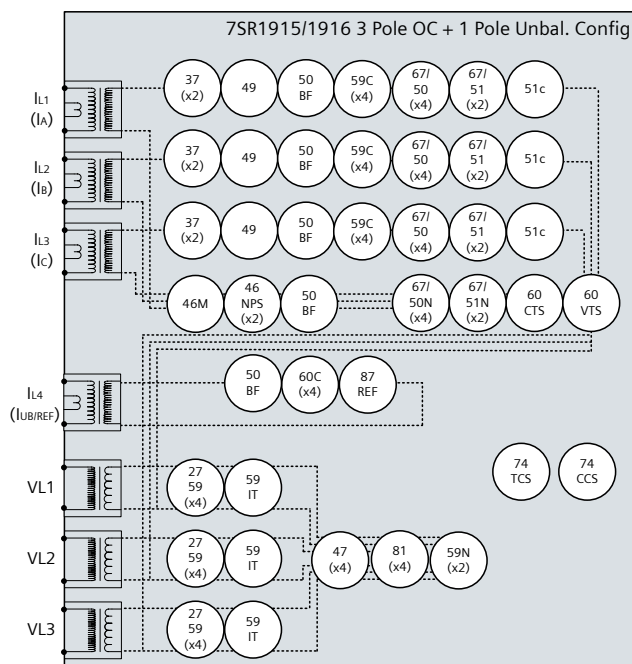 7SR1915/1916 3 Pole OC + 1 Pole Unbal. Config
IL1
(IA)
37
(x2)
49
50
BF
59C
(x4)
67/
50
(x4)
67/
51
(x2)
51c
IL2
(IB)
37
(x2)
49
50
BF
59C
(x4)
67/
50
(x4)
67/
51
(x2)
51c
IL3
(IC)
37
(x2)
49
50
BF
59C
(x4)
67/
50
(x4)
67/
51
(x2)
51c
46M
46
NPS
(x2)
50
BF
67/
50N
(x4)
67/
51N
(x2)
60
CTS
60
VTS
IL4
(IUB/REF)
50
BF
60C
(x4)
87
REF
74
TCS
74
CCS
VL1
27
59
(x4)
59
IT
VL2
27
59
(x4)
59
IT
47
(x4)
81
(x4)
59N
(x2)
VL3
27
59
(x4)
59
IT